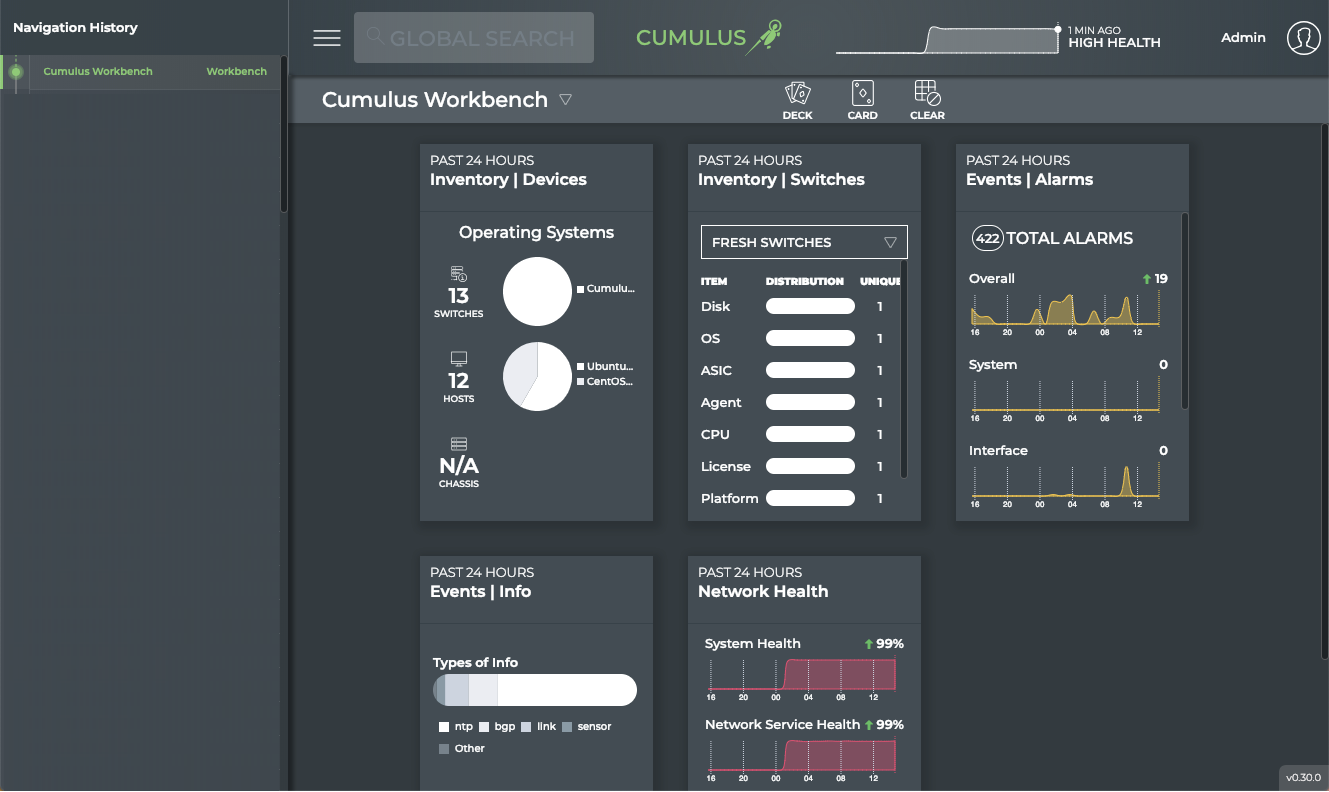 Navigation History
Cumulus Workbench Workbench
GLOBAL SEARCH
CUMULUS
1 MIN AGO
HIGH HEALTH
Admin
Cumulus Workbench
DECK CARD CLEAR
PAST 24 HOURS
Inventory | Devices
Operating Systems
13
SWITCHES
Cumulu...
12
HOSTS
Ubuntu...
CentOS...
N/A
CHASSIS
PAST 24 HOURS
Inventory | Switches
FRESH SWITCHES
ITEM DISTRIBUTION UNIQUE
Disk 1
OS 1
ASIC 1
Agent 1
CPU 1
License 1
Platform 1
PAST 24 HOURS
Events | Alarms
422 TOTAL ALARMS
Overall 19
16 20 00 04 08 12
System 0
16 20 00 04 08 12
Interface 0
16 20 00 04 08 12
PAST 24 HOURS
Events | Info
Types of Info
ntp bgp link sensor
Other
PAST 24 HOURS
Network Health
System Health 99%
16 20 00 04 08 12
Network Service Health 99%
16 20 00 04 08 12
v0.30.0